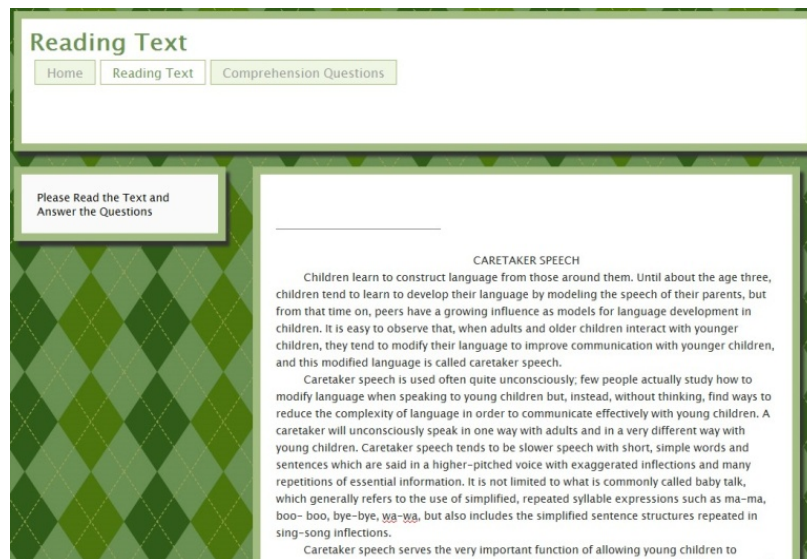 Reading Text
Home Reading Text Comprehension Questions
Please Read the Text and
Answer the Questions
CARETAKER SPEECH
Children learn to construct language from those around them. Until about the age three,
children tend to learn to develop their language by modeling the speech of their parents, but
from that time on, peers have a growing influence as models for language development in
children. It is easy to observe that, when adults and older children interact with younger
children, they tend to modify their language to improve communication with younger children,
and this modified language is called caretaker speech.
Caretaker speech is used often quite unconsciously; few people actually study how to
modify language when speaking to young children but, instead, without thinking, find ways to
reduce the complexity of language in order to communicate effectively with young children. A
caretaker will unconsciously speak in one way with adults and in a very different way with
young children. Caretaker speech tends to be slower speech with short, simple words and
sentences which are said in a higher-pitched voice with exaggerated inflections and many
repetitions of essential information. It is not limited to what is commonly called baby talk,
which generally refers to the use of simplified, repeated syllable expressions such as ma-ma,
boo- boo, bye-bye, wa-wa, but also includes the simplified sentence structures repeated in
sing-song inflections.
Caretaker speech serves the very important function of allowing young children to